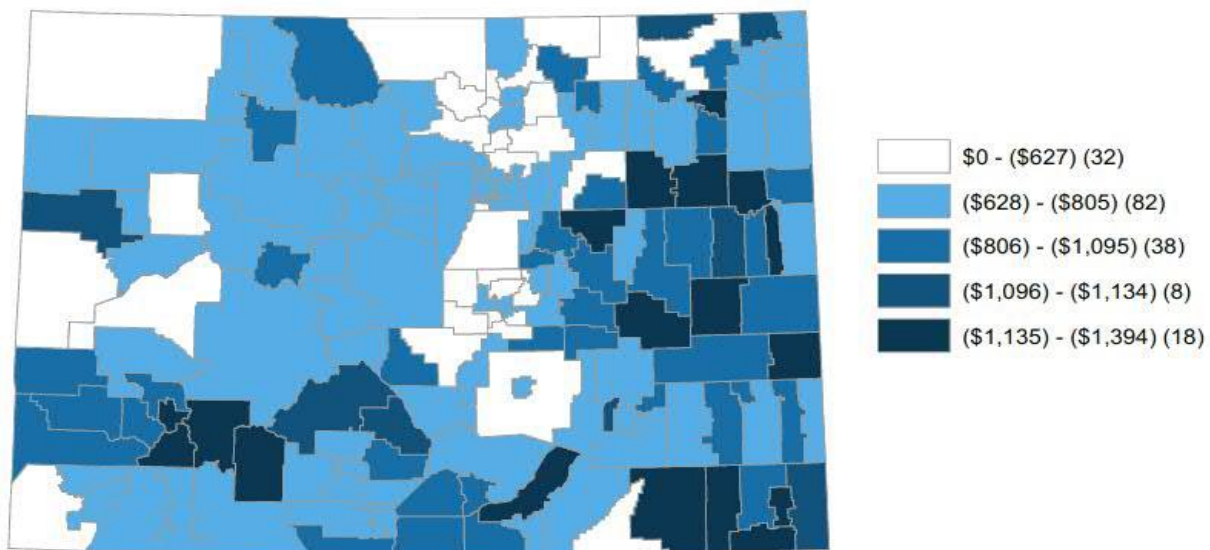 $0 - ($627) (32)
($628) - ($805) (82)
($806) - ($1,095) (38)
($1,096) - ($1,134) (8)
($1,135) - ($1,394) (18)